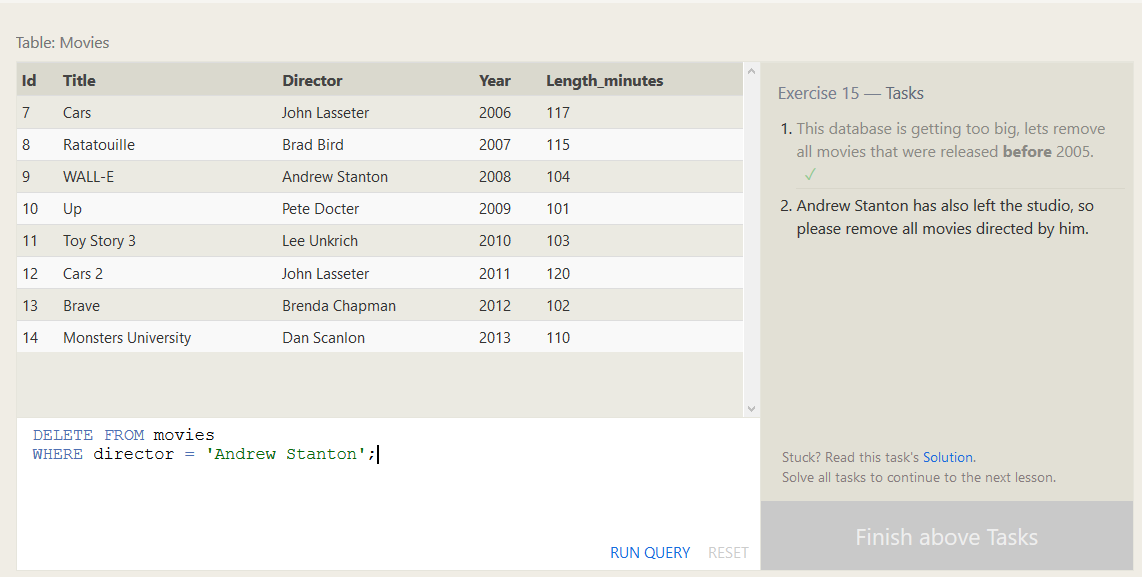 Table: Movies
Id Title Director Year Length_minutes
7 Cars John Lasseter 2006 117
8 Ratatouille Brad Bird 2007 115
9 WALL-E Andrew Stanton 2008 104
10 Up Pete Docter 2009 101
11 Toy Story 3 Lee Unkrich 2010 103
12 Cars 2 John Lasseter 2011 120
13 Brave Brenda Chapman 2012 102
14 Monsters University Dan Scanlon 2013 110
DELETE FROM movies
WHERE director = 'Andrew Stanton';
RUN QUERY RESET
Exercise 15 — Tasks
1. This database is getting too big, lets remove
all movies that were released before 2005.
✓
2. Andrew Stanton has also left the studio, so
please remove all movies directed by him.
Stuck? Read this task's Solution.
Solve all tasks to continue to the next lesson.
Finish above Tasks